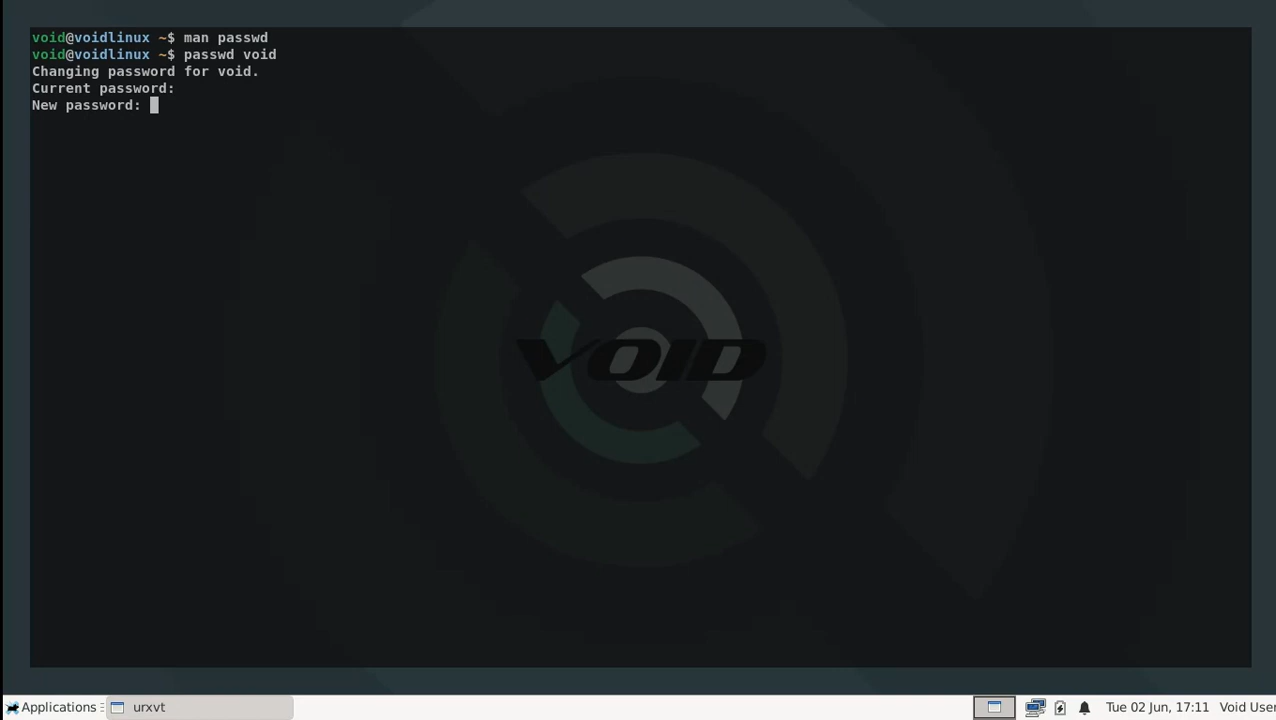 void@voidlinux ~$ man passwd
void@voidlinux ~$ passwd void
Changing password for void.
Current password:
New password:
VOID
Applications urxvt Tue 02 Jun, 17:11 Void User